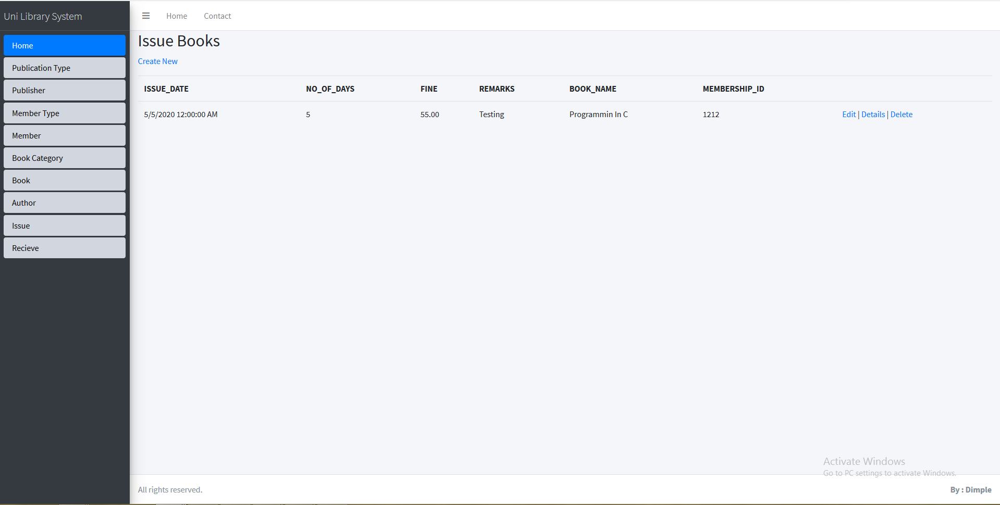 Uni Library System
Home
Contact
Home
Publication Type
Publisher
Member Type
Member
Book Category
Book
Author
Issue
Recieve
Issue Books
Create New
ISSUE_DATE NO_OF_DAYS FINE REMARKS BOOK_NAME MEMBERSHIP_ID
5/5/2020 12:00:00 AM 5 55.00 Testing Programmin In C 1212 Edit | Details | Delete
Activate Windows
Go to PC settings to activate Windows.
All rights reserved.
By : Dimple